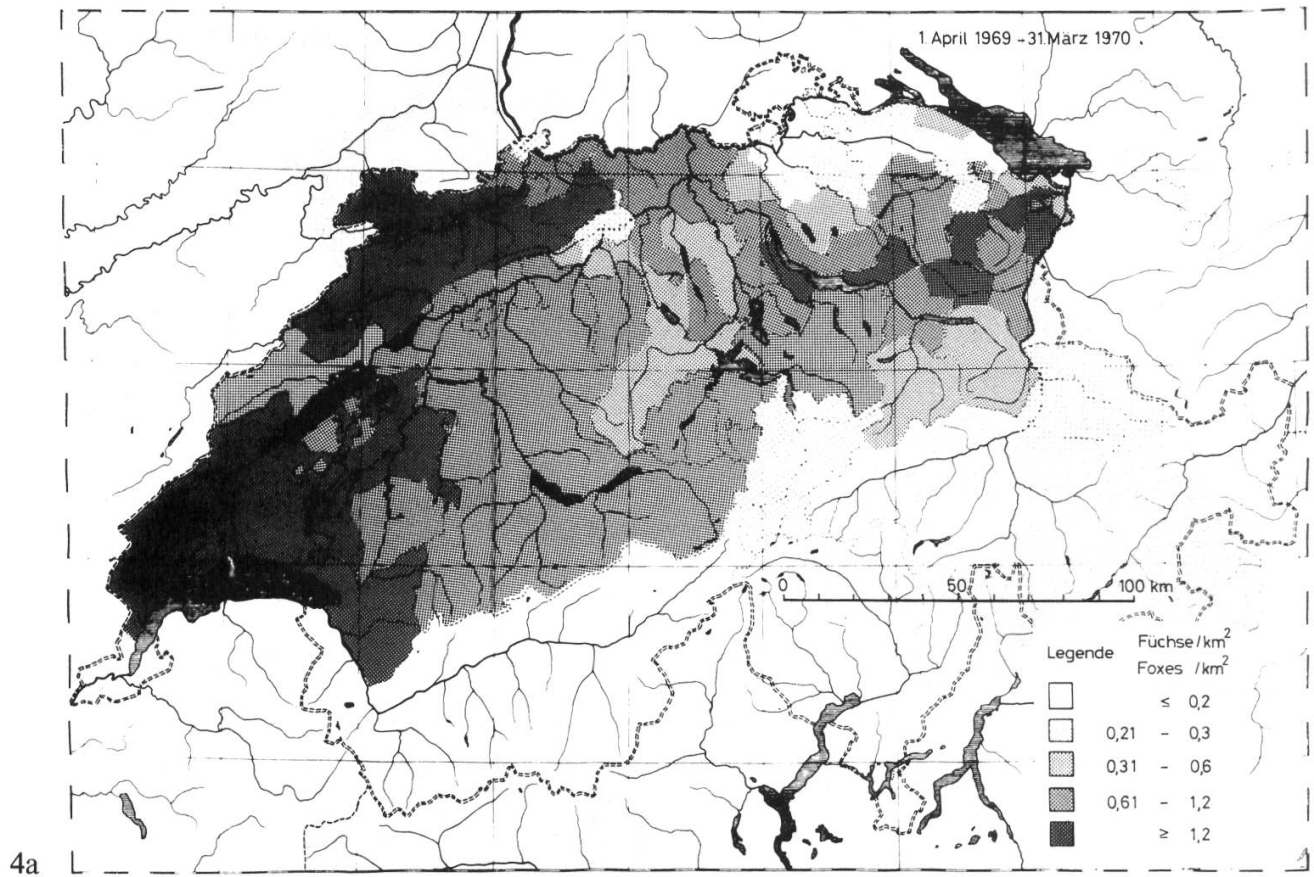 1. April 1969 - 31. März 1970
0 50 100 km
Legende Füchse / km²
Foxes / km²
≤ 0,2
0,21 - 0,3
0,31 - 0,6
0,61 - 1,2
≥ 1,2
4a